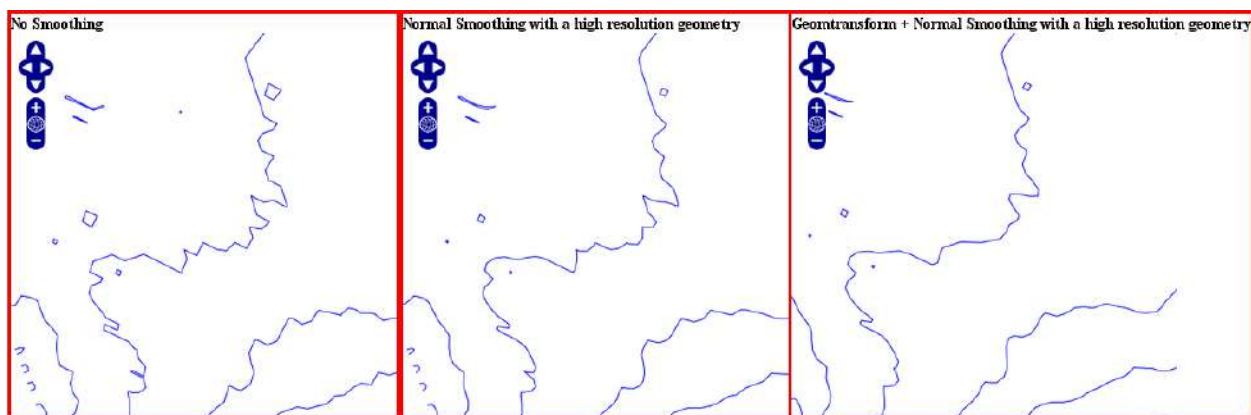 No Smoothing
Normal Smoothing with a high resolution geometry
Geomtransform + Normal Smoothing with a high resolution geometry